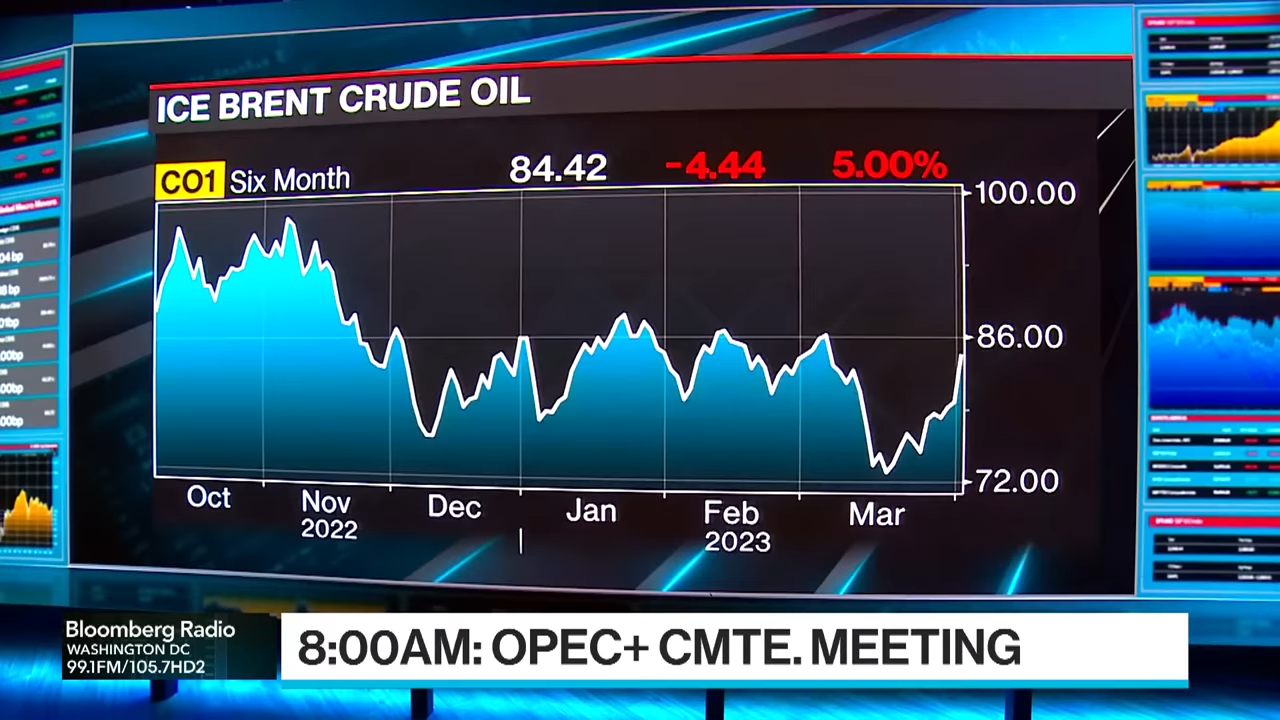 ICE BRENT CRUDE OIL
CO1 Six Month 84.42 -4.44 5.00%
100.00
86.00
72.00
Oct Nov Dec Jan Feb Mar
2022 2023
Bloomberg Radio
WASHINGTON DC
99.1FM/105.7HD2
8:00AM: OPEC+ CMTE. MEETING